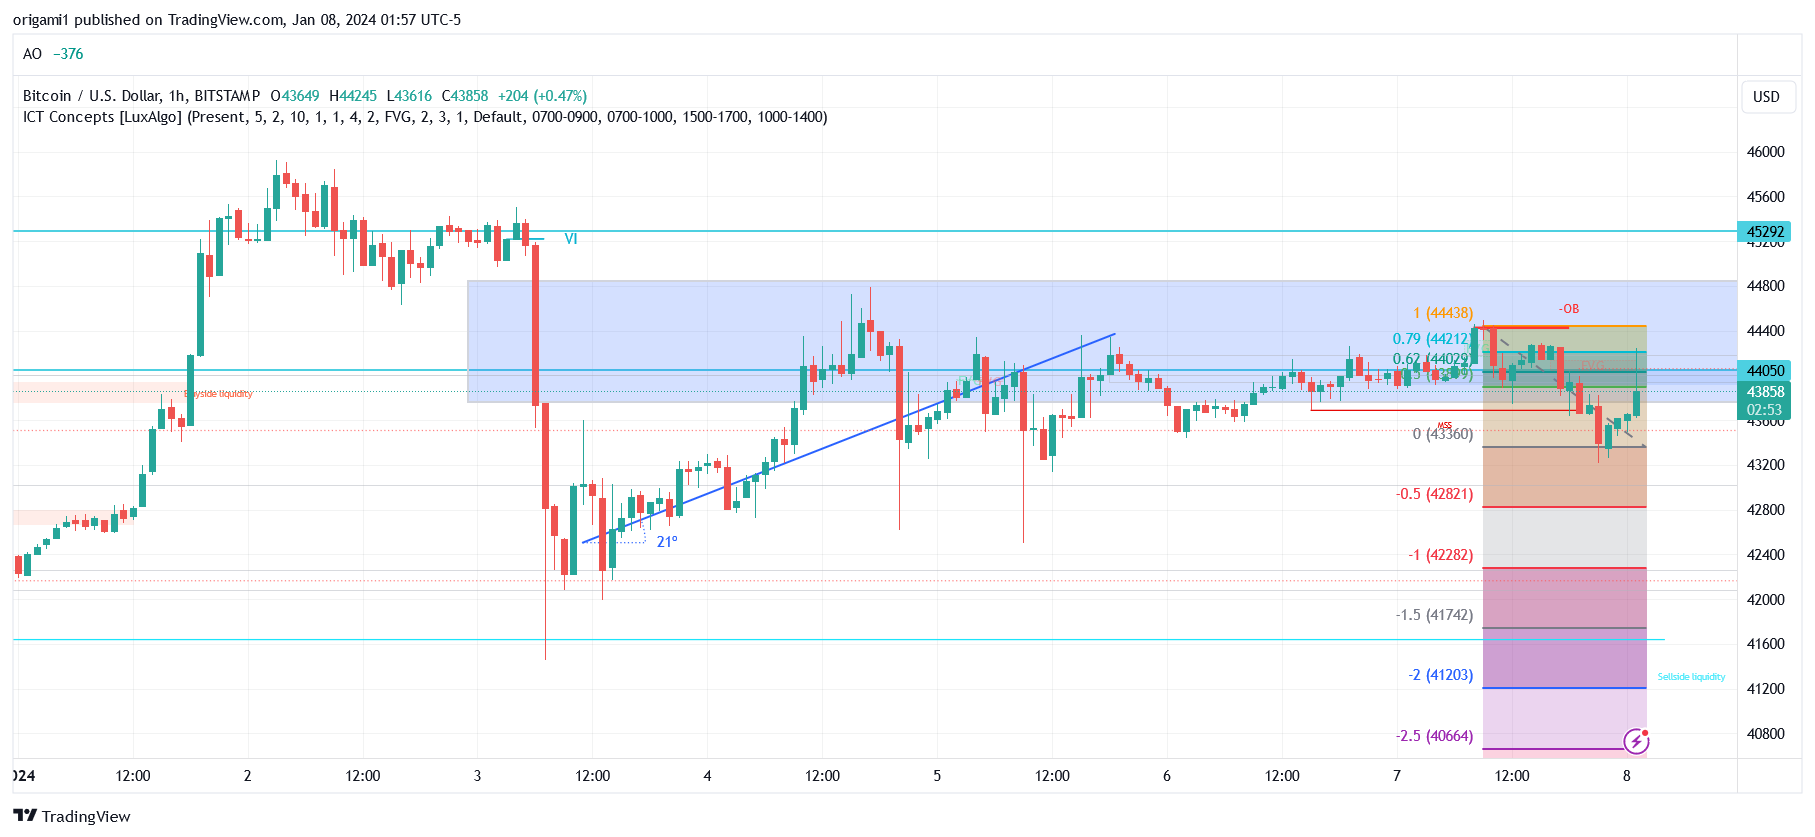 origami1 published on TradingView.com, Jan 08, 2024 01:57 UTC-5
AO −376
Bitcoin / U.S. Dollar, 1h, BITSTAMP O43649 H44245 L43616 C43858 +204 (+0.47%)
ICT Concepts [LuxAlgo] (Present, 5, 2, 10, 1, 1, 4, 2, FVG, 2, 3, 1, Default, 0700-0900, 0700-1000, 1500-1700, 1000-1400)
USD
46000
45600
45292
45200
44800
44400
44050
43858
02:53
43600
43200
42800
42400
42000
41600
41200
40800
VI
-OB
1 (44438)
0.79 (44212)
0.62 (44029)
Buyside liquidity
MSS
0 (43360)
-0.5 (42821)
21°
-1 (42282)
-1.5 (41742)
-2 (41203)
Sellside liquidity
-2.5 (40664)
024 12:00 2 12:00 3 12:00 4 12:00 5 12:00 6 12:00 7 12:00 8
TradingView